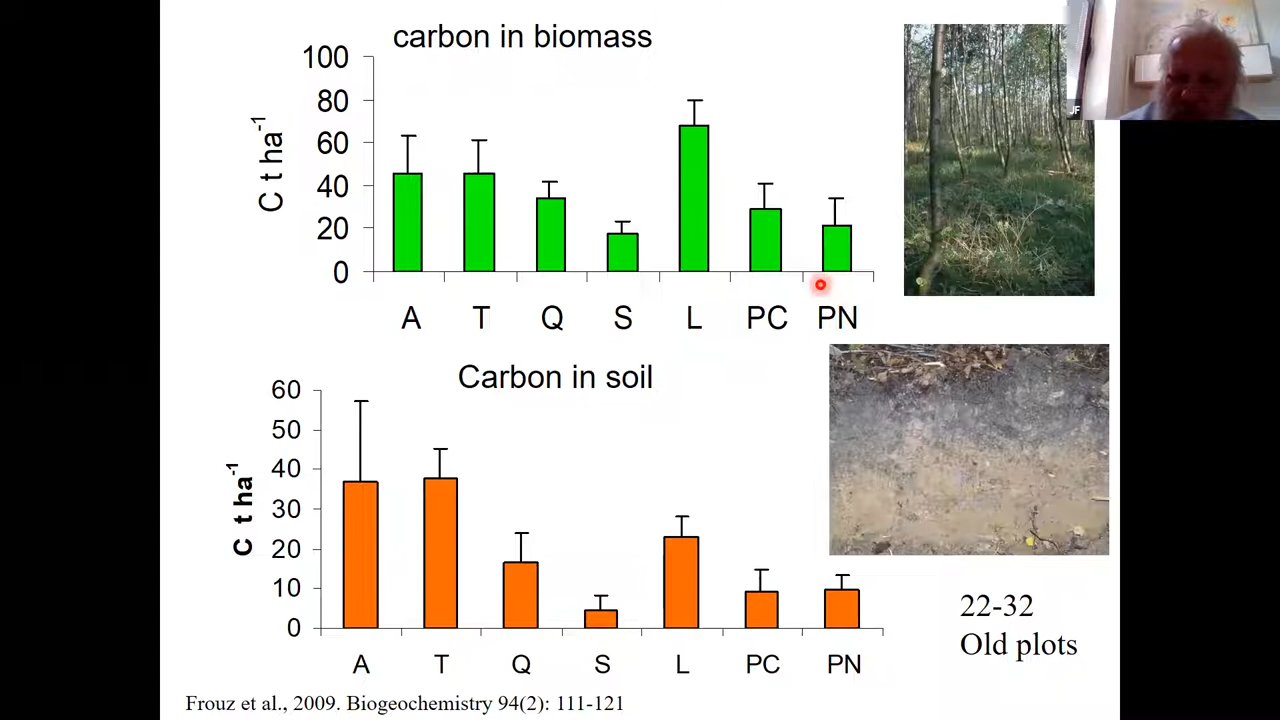 carbon in biomass
C t ha-1
100
80
60
40
20
0
A T Q S L PC PN
Carbon in soil
C t ha-1
60
50
40
30
20
10
0
A T Q S L PC PN
22-32
Old plots
Frouz et al., 2009. Biogeochemistry 94(2): 111-121
JF